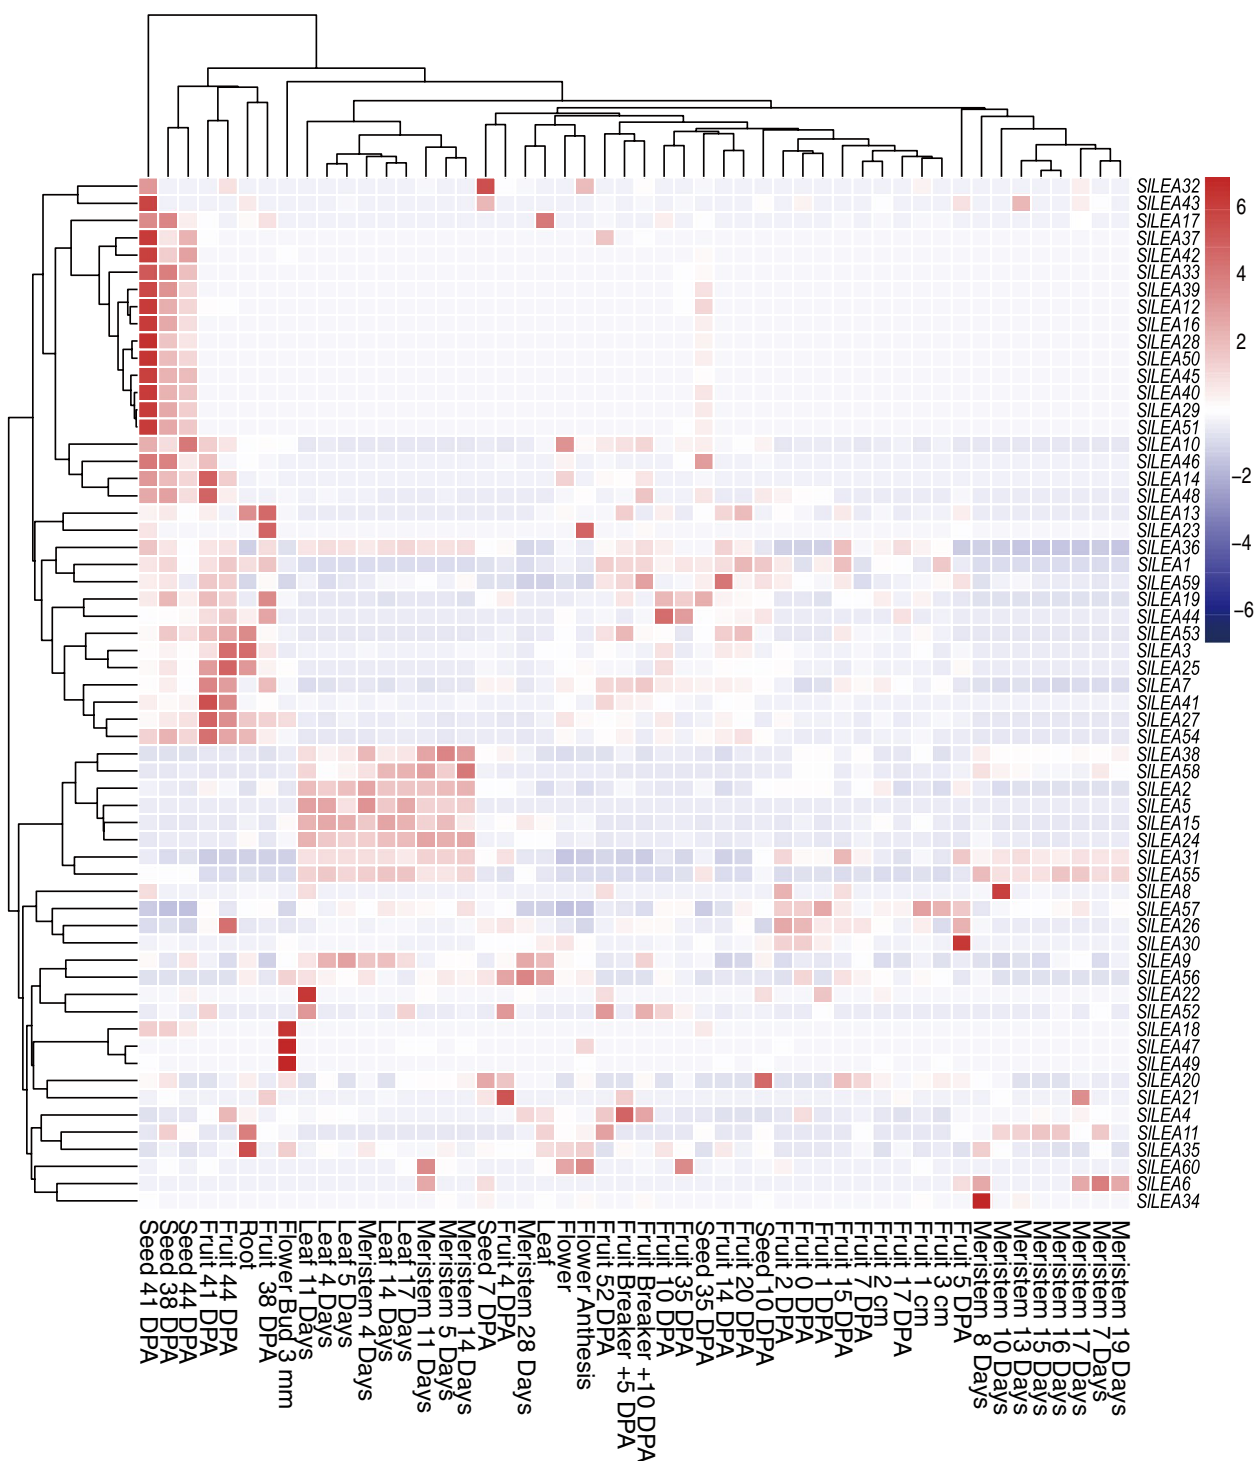 SlLEA32
SlLEA43
SlLEA17
SlLEA37
SlLEA42
SlLEA33
SlLEA39
SlLEA12
SlLEA16
SlLEA28
SlLEA50
SlLEA45
SlLEA40
SlLEA29
SlLEA51
SlLEA10
SlLEA46
SlLEA14
SlLEA48
SlLEA13
SlLEA23
SlLEA36
SlLEA1
SlLEA59
SlLEA19
SlLEA44
SlLEA53
SlLEA3
SlLEA25
SlLEA7
SlLEA41
SlLEA27
SlLEA54
SlLEA38
SlLEA58
SlLEA2
SlLEA5
SlLEA15
SlLEA24
SlLEA31
SlLEA55
SlLEA8
SlLEA57
SlLEA26
SlLEA30
SlLEA9
SlLEA56
SlLEA22
SlLEA52
SlLEA18
SlLEA47
SlLEA49
SlLEA20
SlLEA21
SlLEA4
SlLEA11
SlLEA35
SlLEA60
SlLEA6
SlLEA34
6
4
2
−2
−4
−6
Seed 41 DPA
Seed 38 DPA
Seed 44 DPA
Fruit 41 DPA
Fruit 44 DPA
Root
Fruit 38 DPA
Flower Bud 3 mm
Leaf 11 Days
Leaf 4 Days
Leaf 5 Days
Meristem 4 Days
Leaf 14 Days
Leaf 17 Days
Meristem 11 Days
Meristem 5 Days
Meristem 14 Days
Seed 7 DPA
Fruit 4 DPA
Meristem 28 Days
Leaf
Flower
Flower Anthesis
Fruit 52 DPA
Fruit Breaker +5 DPA
Fruit Breaker +10 DPA
Fruit 10 DPA
Fruit 35 DPA
Seed 35 DPA
Fruit 14 DPA
Fruit 20 DPA
Seed 10 DPA
Fruit 2 DPA
Fruit 0 DPA
Fruit 1 DPA
Fruit 15 DPA
Fruit 7 DPA
Fruit 2 cm
Fruit 17 DPA
Fruit 1 cm
Fruit 3 cm
Fruit 5 DPA
Meristem 8 Days
Meristem 10 Days
Meristem 13 Days
Meristem 15 Days
Meristem 16 Days
Meristem 17 Days
Meristem 7 Days
Meristem 19 Days